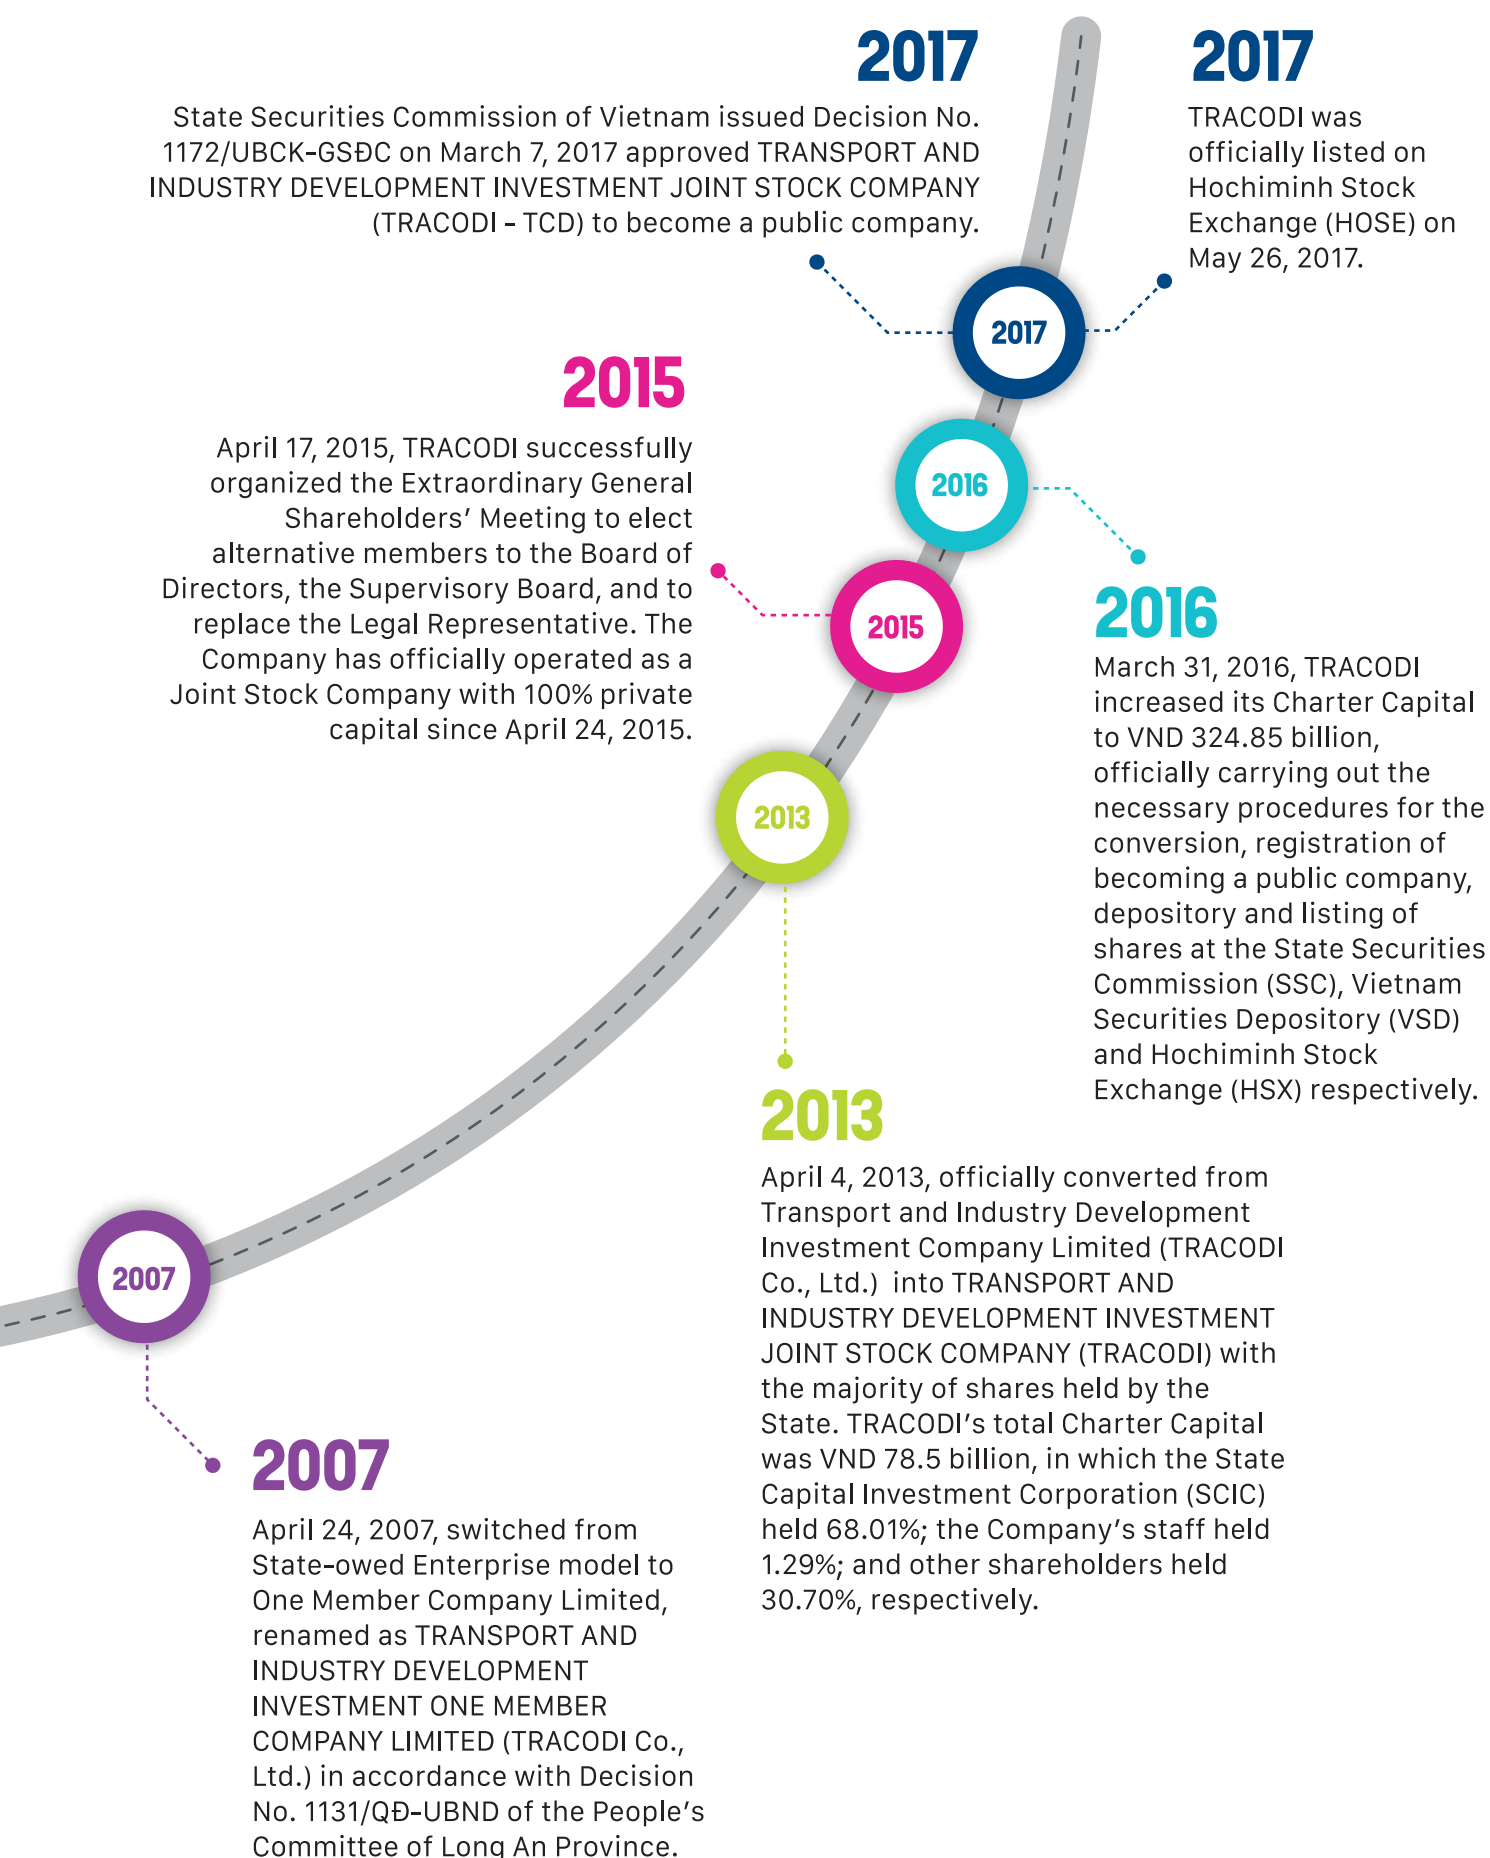 2017
State Securities Commission of Vietnam issued Decision No.
1172/UBCK-GSĐC on March 7, 2017 approved TRANSPORT AND
INDUSTRY DEVELOPMENT INVESTMENT JOINT STOCK COMPANY
(TRACODI - TCD) to become a public company.
2017
TRACODI was
officially listed on
Hochiminh Stock
Exchange (HOSE) on
May 26, 2017.
2017
2015
April 17, 2015, TRACODI successfully
organized the Extraordinary General
Shareholders’ Meeting to elect
alternative members to the Board of
Directors, the Supervisory Board, and to
replace the Legal Representative. The
Company has officially operated as a
Joint Stock Company with 100% private
capital since April 24, 2015.
2016
2015
2016
March 31, 2016, TRACODI
increased its Charter Capital
to VND 324.85 billion,
officially carrying out the
necessary procedures for the
conversion, registration of
becoming a public company,
depository and listing of
shares at the State Securities
Commission (SSC), Vietnam
Securities Depository (VSD)
and Hochiminh Stock
Exchange (HSX) respectively.
2013
2013
April 4, 2013, officially converted from
Transport and Industry Development
Investment Company Limited (TRACODI
Co., Ltd.) into TRANSPORT AND
INDUSTRY DEVELOPMENT INVESTMENT
JOINT STOCK COMPANY (TRACODI) with
the majority of shares held by the
State. TRACODI’s total Charter Capital
was VND 78.5 billion, in which the State
Capital Investment Corporation (SCIC)
held 68.01%; the Company’s staff held
1.29%; and other shareholders held
30.70%, respectively.
2007
2007
April 24, 2007, switched from
State-owed Enterprise model to
One Member Company Limited,
renamed as TRANSPORT AND
INDUSTRY DEVELOPMENT
INVESTMENT ONE MEMBER
COMPANY LIMITED (TRACODI Co.,
Ltd.) in accordance with Decision
No. 1131/QĐ-UBND of the People’s
Committee of Long An Province.